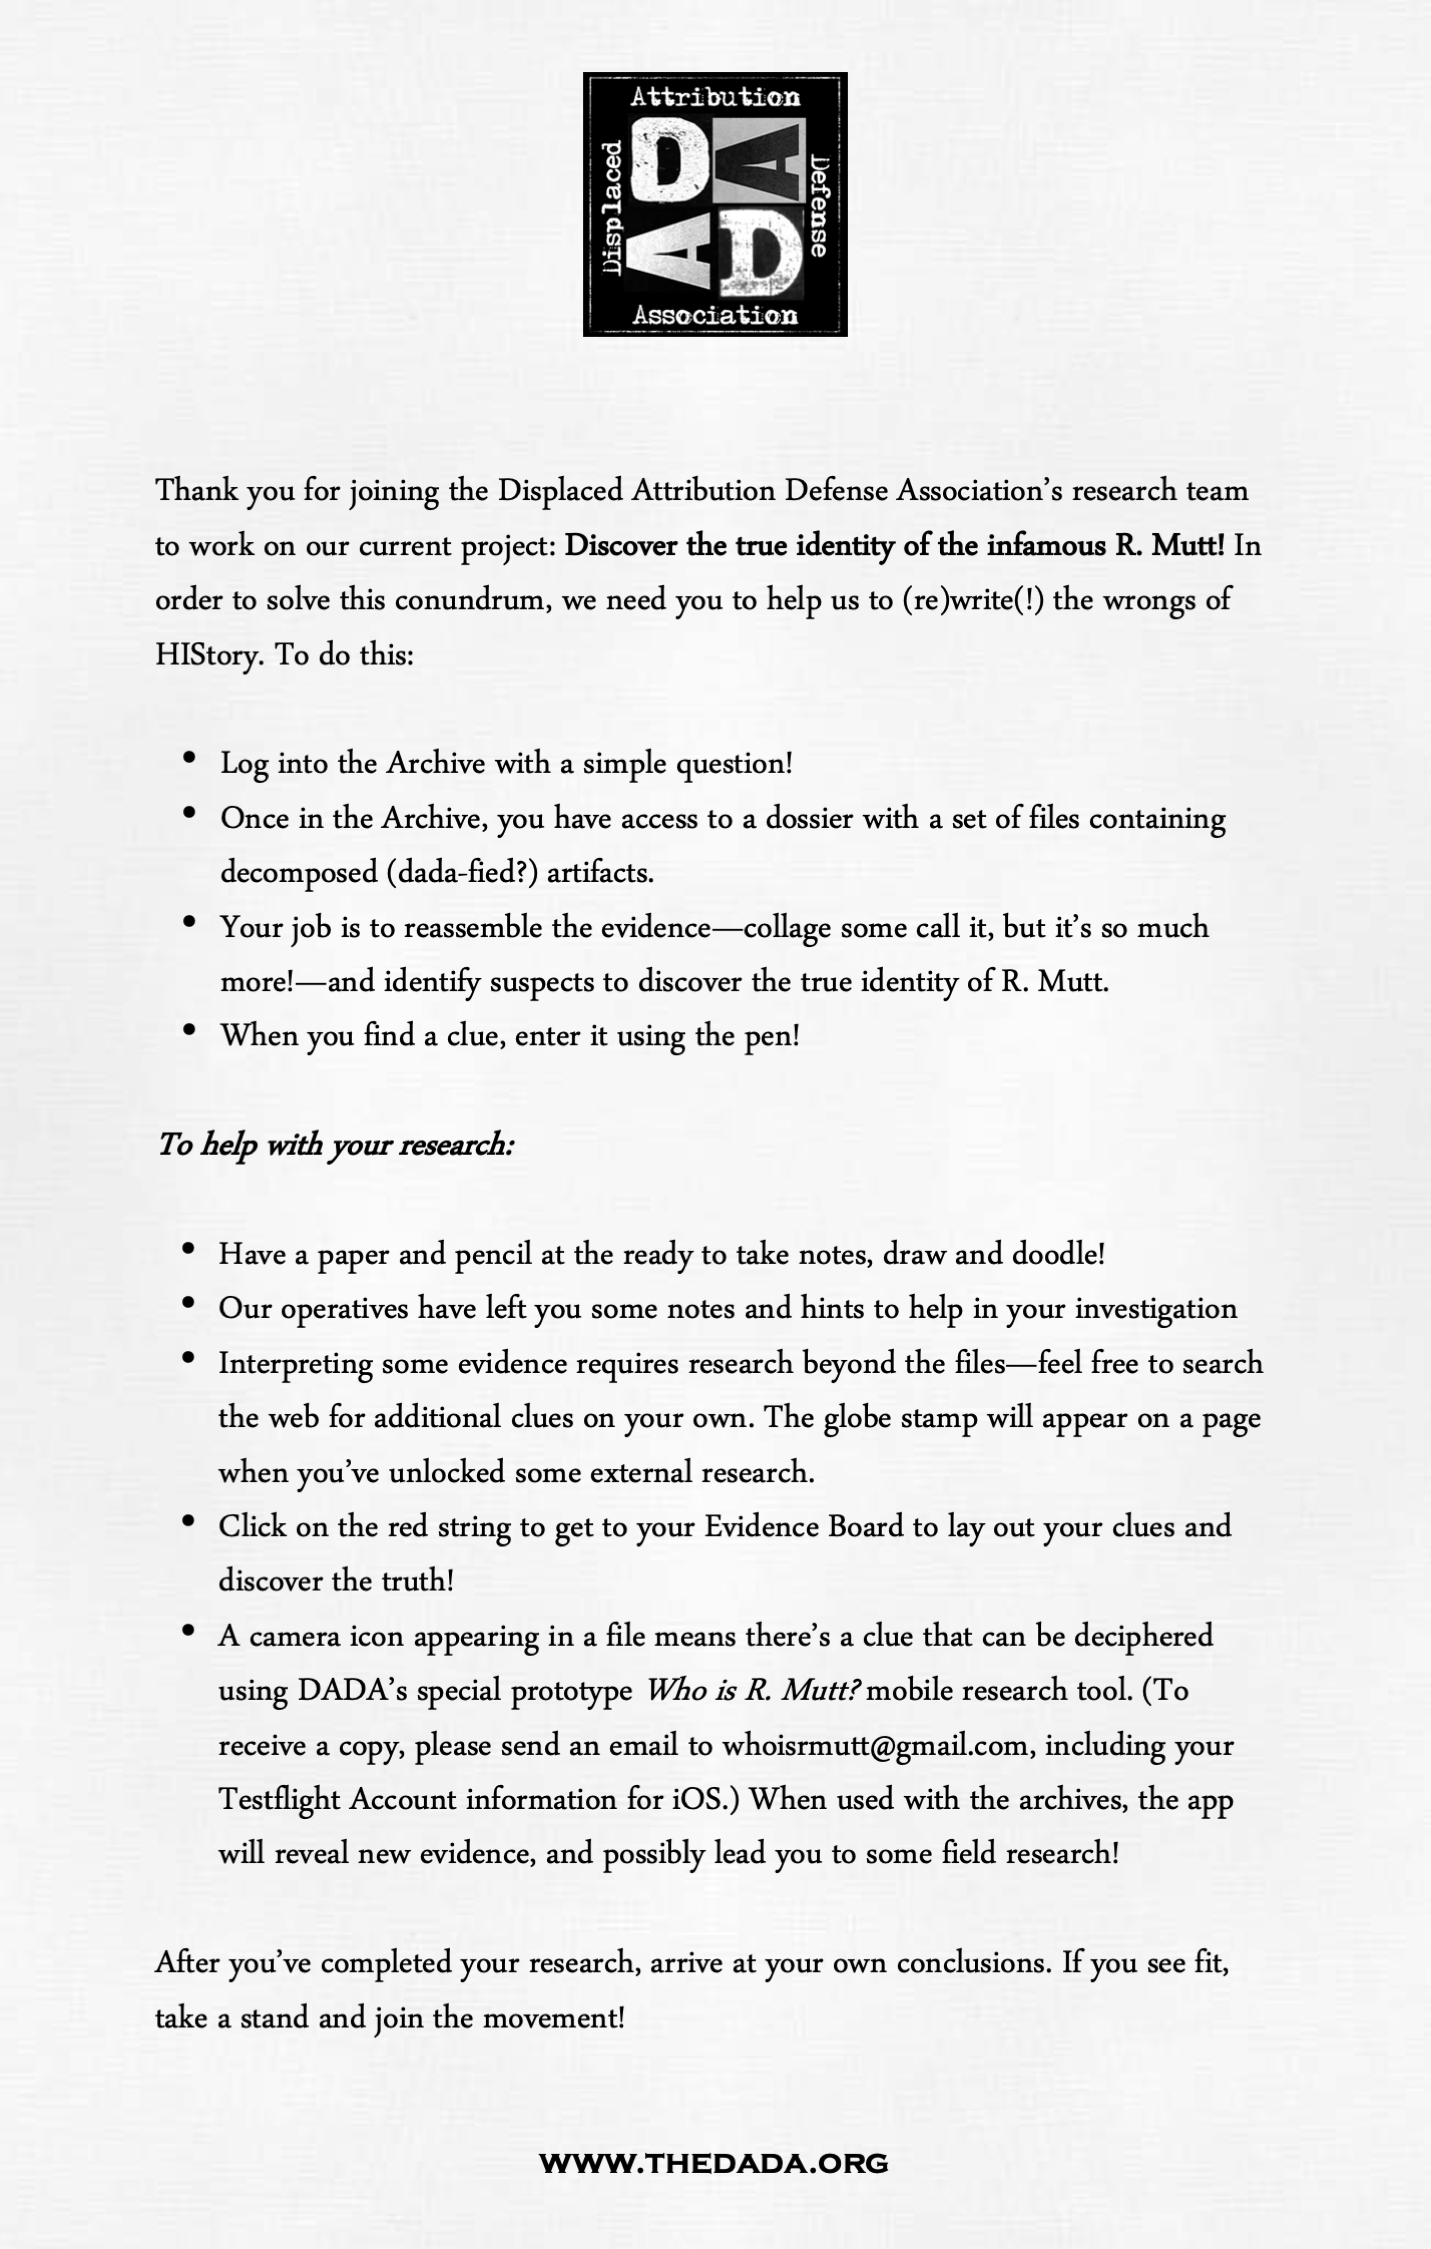 Attribution
Displaced
DADA
Defense
Association
Thank you for joining the Displaced Attribution Defense Association’s research team
to work on our current project: Discover the true identity of the infamous R. Mutt! In
order to solve this conundrum, we need you to help us to (re)write(!) the wrongs of
HIStory. To do this:
• Log into the Archive with a simple question!
• Once in the Archive, you have access to a dossier with a set of files containing
decomposed (dada-fied?) artifacts.
• Your job is to reassemble the evidence—collage some call it, but it’s so much
more!—and identify suspects to discover the true identity of R. Mutt.
• When you find a clue, enter it using the pen!
To help with your research:
• Have a paper and pencil at the ready to take notes, draw and doodle!
• Our operatives have left you some notes and hints to help in your investigation
• Interpreting some evidence requires research beyond the files—feel free to search
the web for additional clues on your own. The globe stamp will appear on a page
when you’ve unlocked some external research.
• Click on the red string to get to your Evidence Board to lay out your clues and
discover the truth!
• A camera icon appearing in a file means there’s a clue that can be deciphered
using DADA’s special prototype Who is R. Mutt? mobile research tool. (To
receive a copy, please send an email to whoisrmutt@gmail.com, including your
Testflight Account information for iOS.) When used with the archives, the app
will reveal new evidence, and possibly lead you to some field research!
After you’ve completed your research, arrive at your own conclusions. If you see fit,
take a stand and join the movement!
WWW.THEDADA.ORG